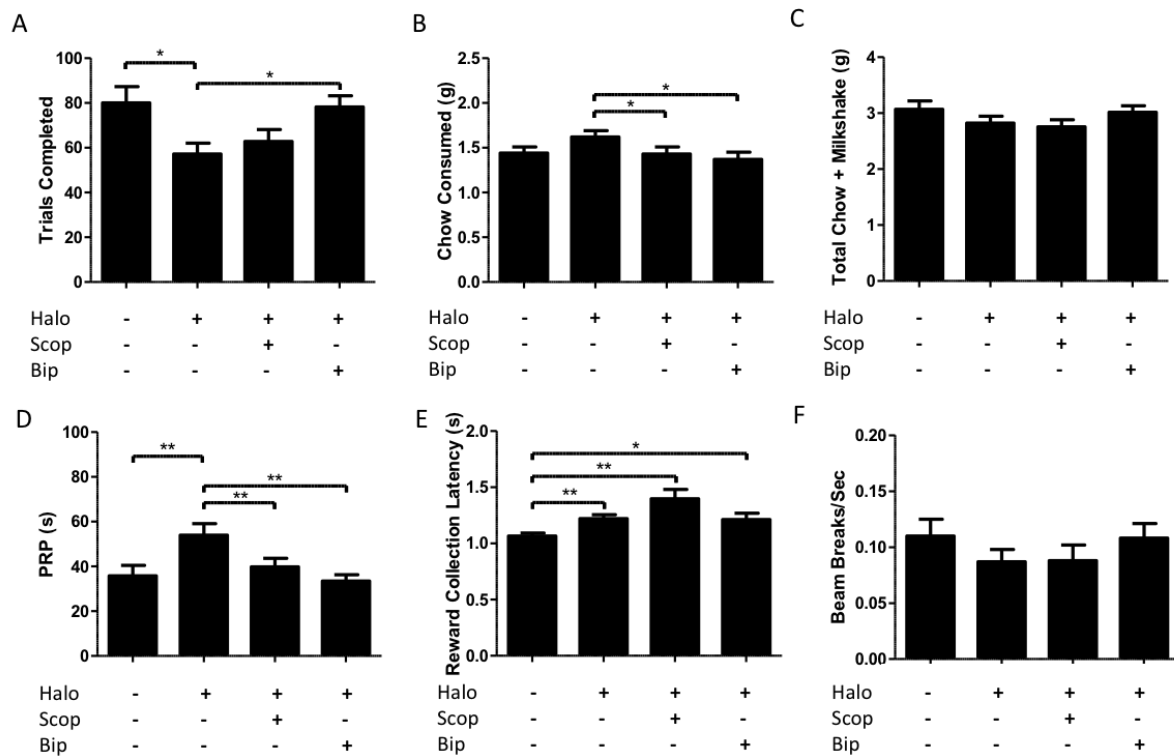 A
Trials Completed
100
80
60
40
20
0
*
*
Halo - + + +
Scop - - + -
Bip - - - +
B
Chow Consumed (g)
2.5
2.0
1.5
1.0
0.5
0.0
*
*
Halo - + + +
Scop - - + -
Bip - - - +
C
Total Chow + Milkshake (g)
4
3
2
1
0
Halo - + + +
Scop - - + -
Bip - - - +
D
PRP (s)
100
80
60
40
20
0
**
**
**
Halo - + + +
Scop - - + -
Bip - - - +
E
Reward Collection Latency (s)
2.0
1.5
1.0
0.5
0.0
*
**
**
Halo - + + +
Scop - - + -
Bip - - - +
F
Beam Breaks/Sec
0.20
0.15
0.10
0.05
0.00
Halo - + + +
Scop - - + -
Bip - - - +